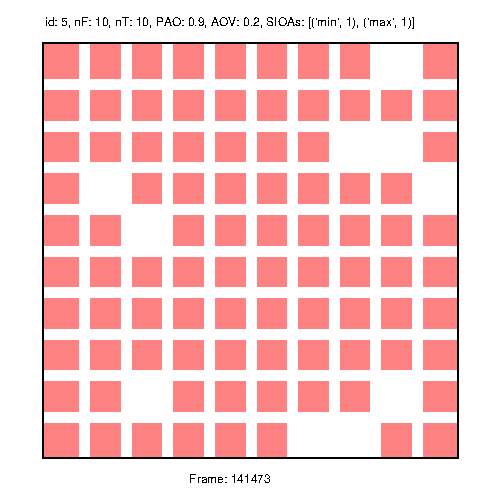 id: 5, nF: 10, nT: 10, PAO: 0.9, AOV: 0.2, SIOAs: [('min', 1), ('max', 1)]
Frame: 141473